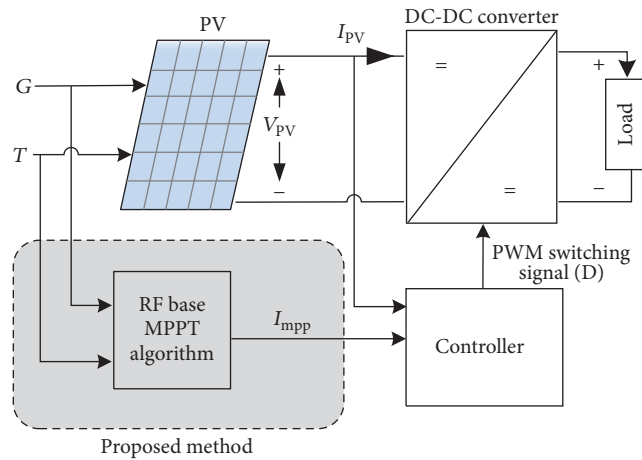 PV
I_PV
DC-DC converter
G
+
=
+
V_PV
Load
T
−
=
−
PWM switching
signal (D)
RF base
MPPT
algorithm
I_mpp
Controller
Proposed method